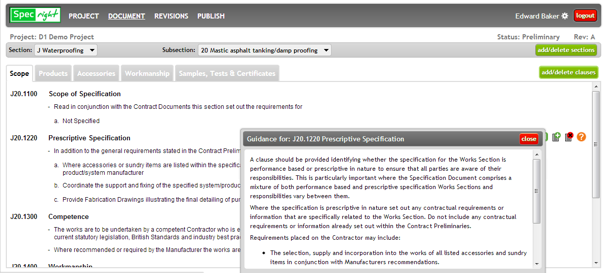 Spec right PROJECT DOCUMENT REVISIONS PUBLISH Edward Baker logout
Project: D1 Demo Project Status: Preliminary Rev: A
Section: J Waterproofing Subsection: 20 Mastic asphalt tanking/damp proofing add/delete sections
Scope Products Accessories Workmanship Samples, Tests & Certificates add/delete clauses
J20.1100 Scope of Specification
- Read in conjunction with the Contract Documents this section set out the requirements for
a. Not Specified
J20.1220 Prescriptive Specification
- In addition to the general requirements stated in the Contract Prelim
a. Where accessories or sundry items are listed within the specific
product/system manufacturer
b. Coordinate the support and fixing of the specified system/produc
c. Provide Fabrication Drawings illustrating the final detailing of pu
J20.1300 Competence
- The works are to be undertaken by a competent Contractor who is e
current statutory legislation, British Standards and industry best prac
- Where recommended or required by the Manufacturer the works are
J20.1400 Workmanship
Guidance for: J20.1220 Prescriptive Specification close
A clause should be provided identifying whether the specification for the Works Section is
performance based or prescriptive in nature to ensure that all parties are aware of their
responsibilities. This is particularly important where the Specification Document comprises a
mixture of both performance based and prescriptive specification Works Sections and
responsibilities vary between them.
Where the specification is prescriptive in nature set out any contractual requirements or
information that are specifically related to the Works Section. Do not include any contractual
requirements or information already set out within the Contract Preliminaries.
Requirements placed on the Contractor may include:
• The selection, supply and incorporation into the works of all listed accessories and sundry
items in conjunction with Manufacturers recommendations.